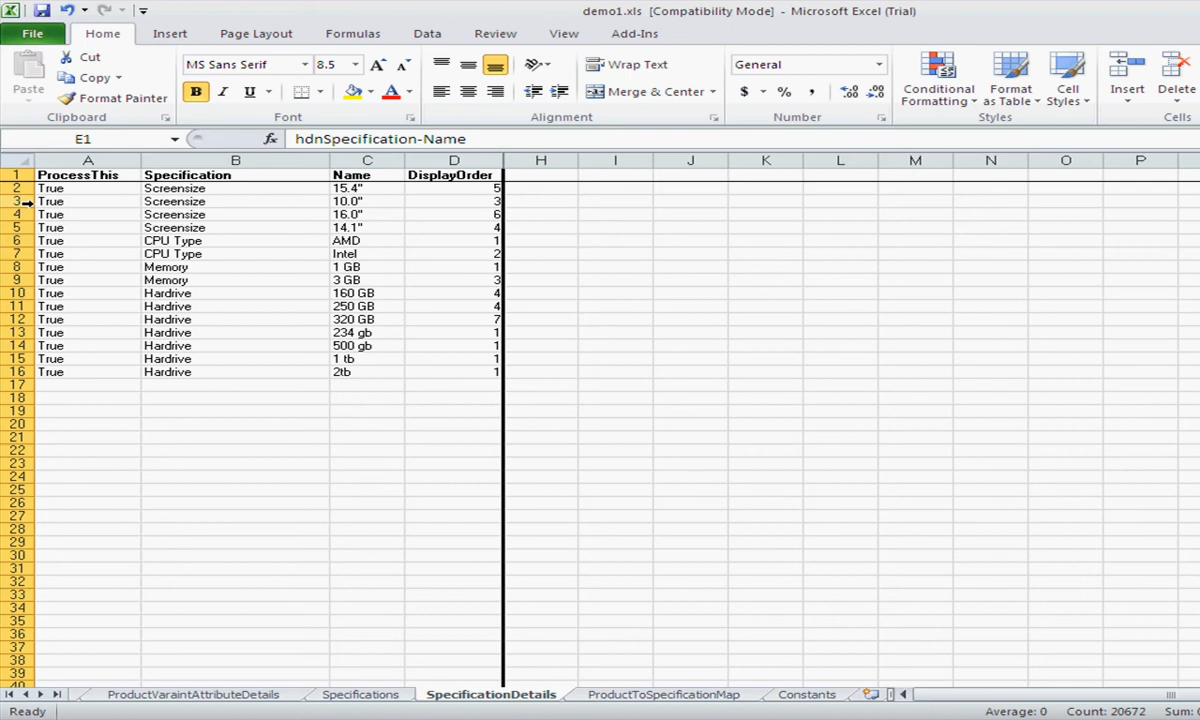 demo1.xls [Compatibility Mode] - Microsoft Excel (Trial)
File Home Insert Page Layout Formulas Data Review View Add-Ins
Paste Cut Copy Format Painter
MS Sans Serif 8.5 A A
B I U A
Wrap Text
Merge & Center
General
$ % ,
Conditional Formatting Format as Table Cell Styles Insert Delete
Clipboard Font Alignment Number Styles Cells
E1 fx hdnSpecification-Name
A B C D H I J K L M N O P
1 ProcessThis Specification Name DisplayOrder
2 True Screensize 15.4" 5
3 True Screensize 10.0" 3
4 True Screensize 16.0" 6
5 True Screensize 14.1" 4
6 True CPU Type AMD 1
7 True CPU Type Intel 2
8 True Memory 1 GB 1
9 True Memory 3 GB 3
10 True Hardrive 160 GB 4
11 True Hardrive 250 GB 4
12 True Hardrive 320 GB 7
13 True Hardrive 234 gb 1
14 True Hardrive 500 gb 1
15 True Hardrive 1 tb 1
16 True Hardrive 2tb 1
17
18
19
20
21
22
23
24
25
26
27
28
29
30
31
32
33
34
35
36
37
38
39
40
ProductVaraintAttributeDetails Specifications SpecificationDetails ProductToSpecificationMap Constants
Ready Average: 0 Count: 20672 Sum: